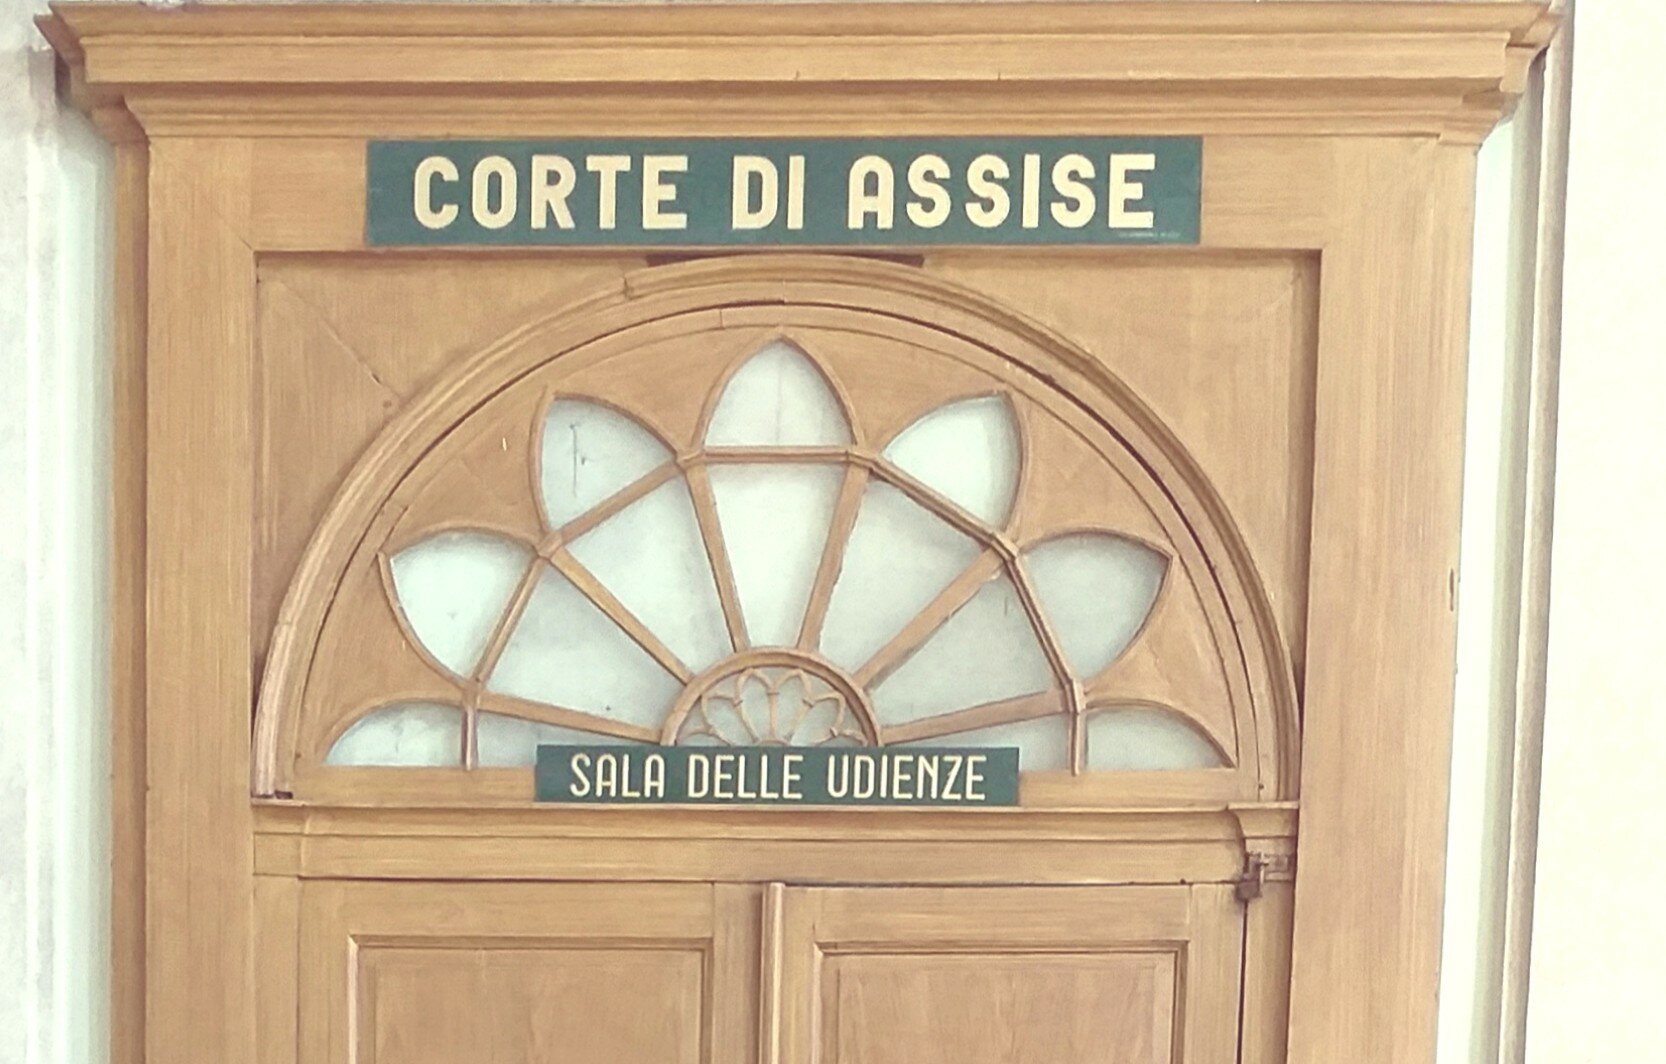 CORTE DI ASSISE
SALA DELLE UDIENZE